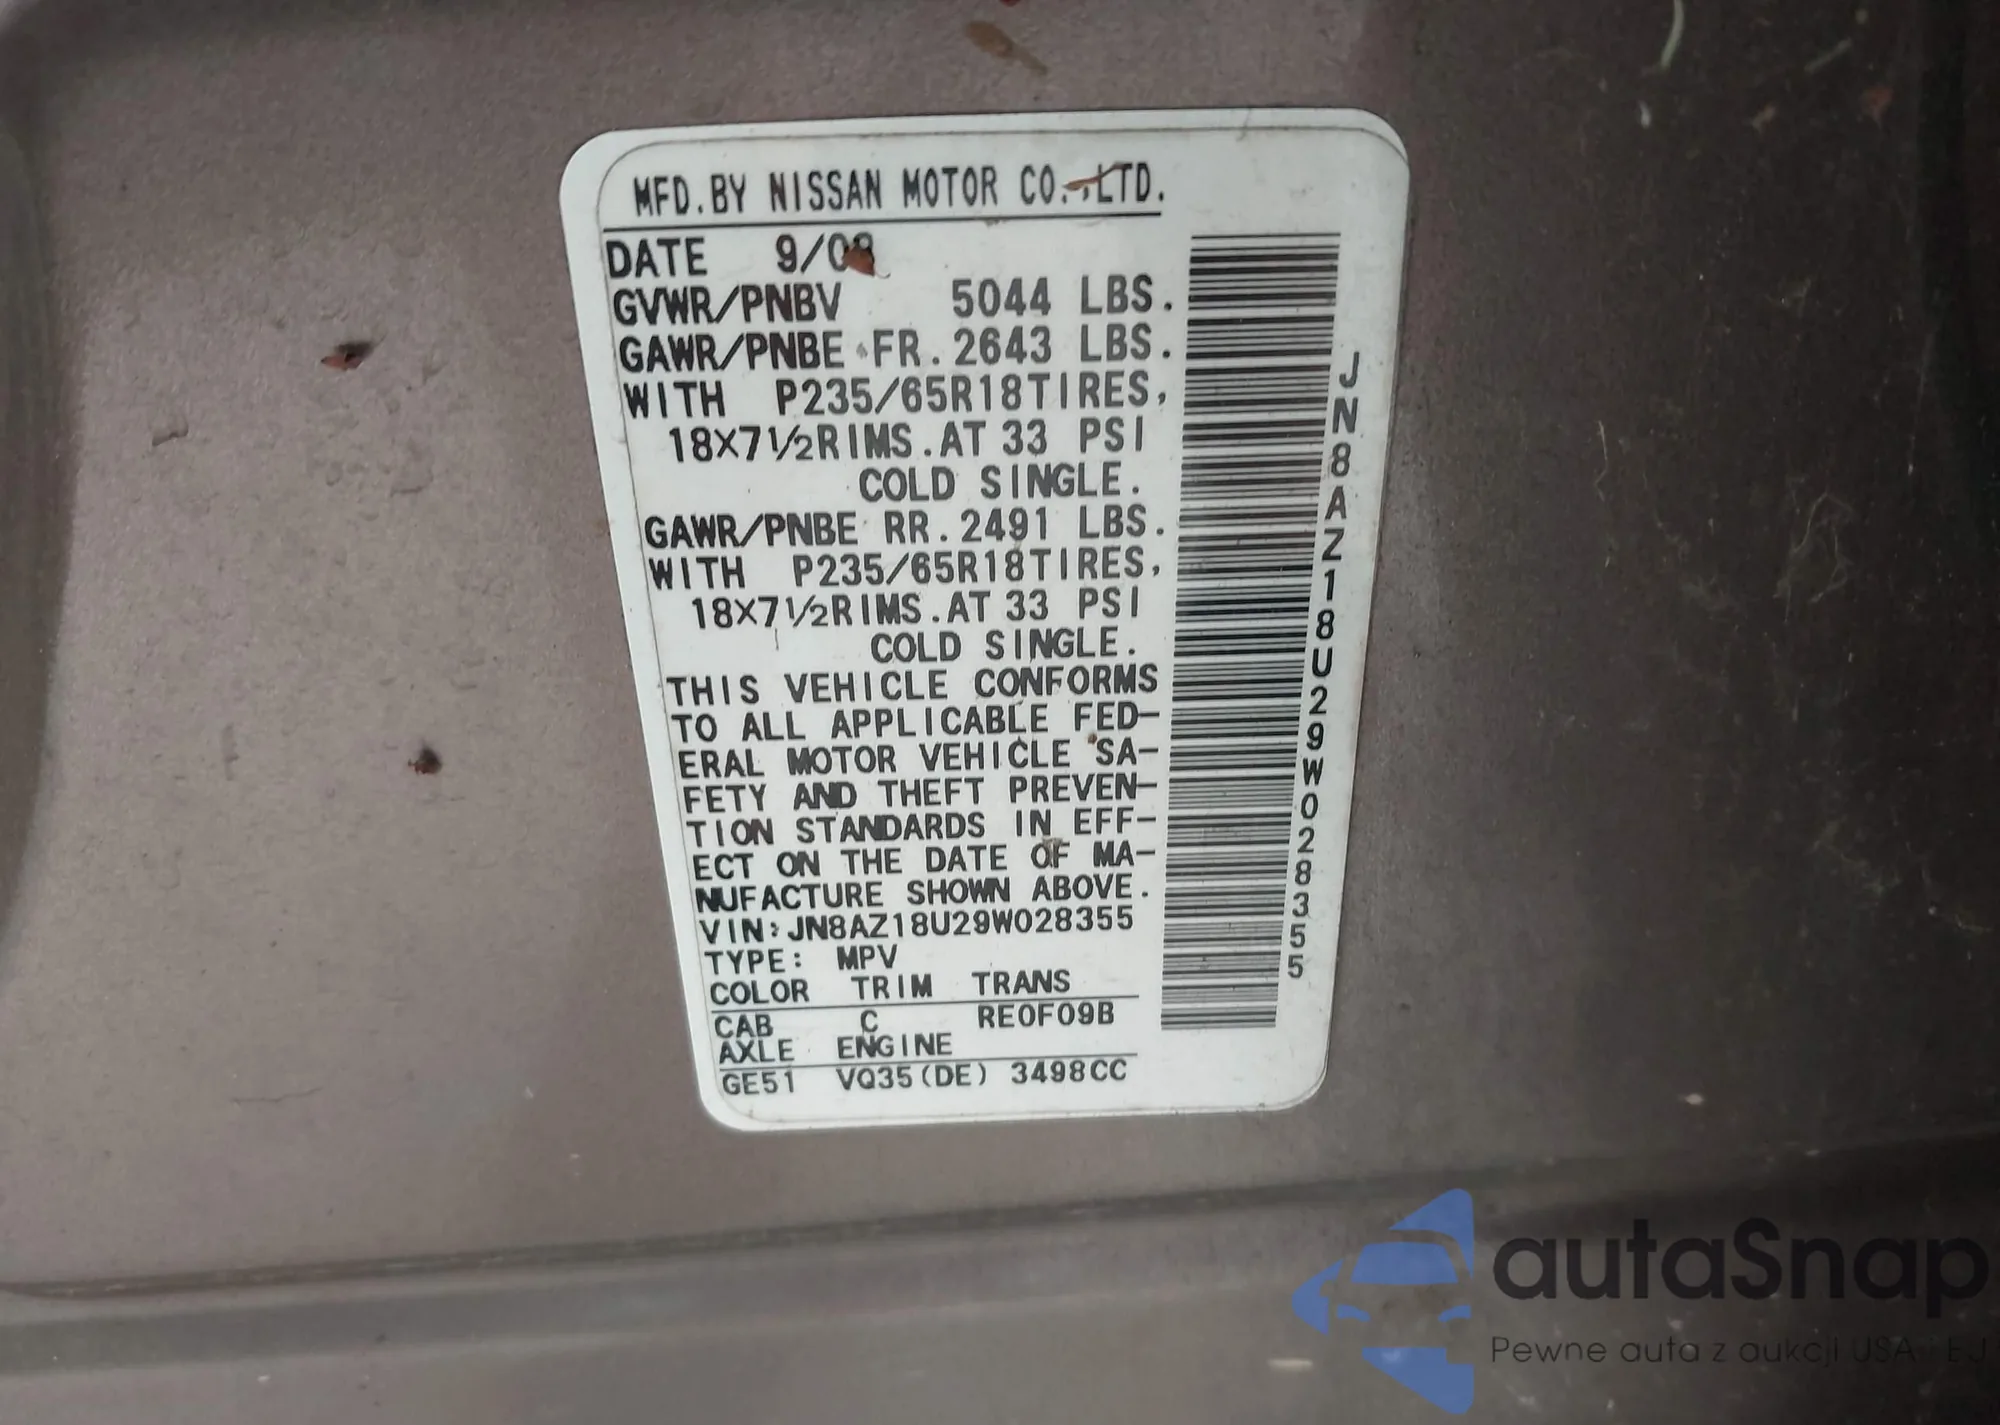 MFD.BY NISSAN MOTOR CO.,LTD.
DATE 9/08
GVWR/PNBV 5044 LBS.
GAWR/PNBE FR.2643 LBS.
WITH P235/65R18TIRES,
18X7½RIMS.AT 33 PSI
COLD SINGLE.
GAWR/PNBE RR.2491 LBS.
WITH P235/65R18TIRES,
18X7½RIMS.AT 33 PSI
COLD SINGLE.
THIS VEHICLE CONFORMS
TO ALL APPLICABLE FED-
ERAL MOTOR VEHICLE SA-
FETY AND THEFT PREVEN-
TION STANDARDS IN EFF-
ECT ON THE DATE OF MA-
NUFACTURE SHOWN ABOVE.
VIN:JN8AZ18U29W028355
TYPE: MPV
COLOR TRIM TRANS
CAB C RE0F09B
AXLE ENGINE
GE51 VQ35(DE) 3498CC
JN8AZ18U29W028355
autaSnap
Pewne auta z aukcji USA - EU